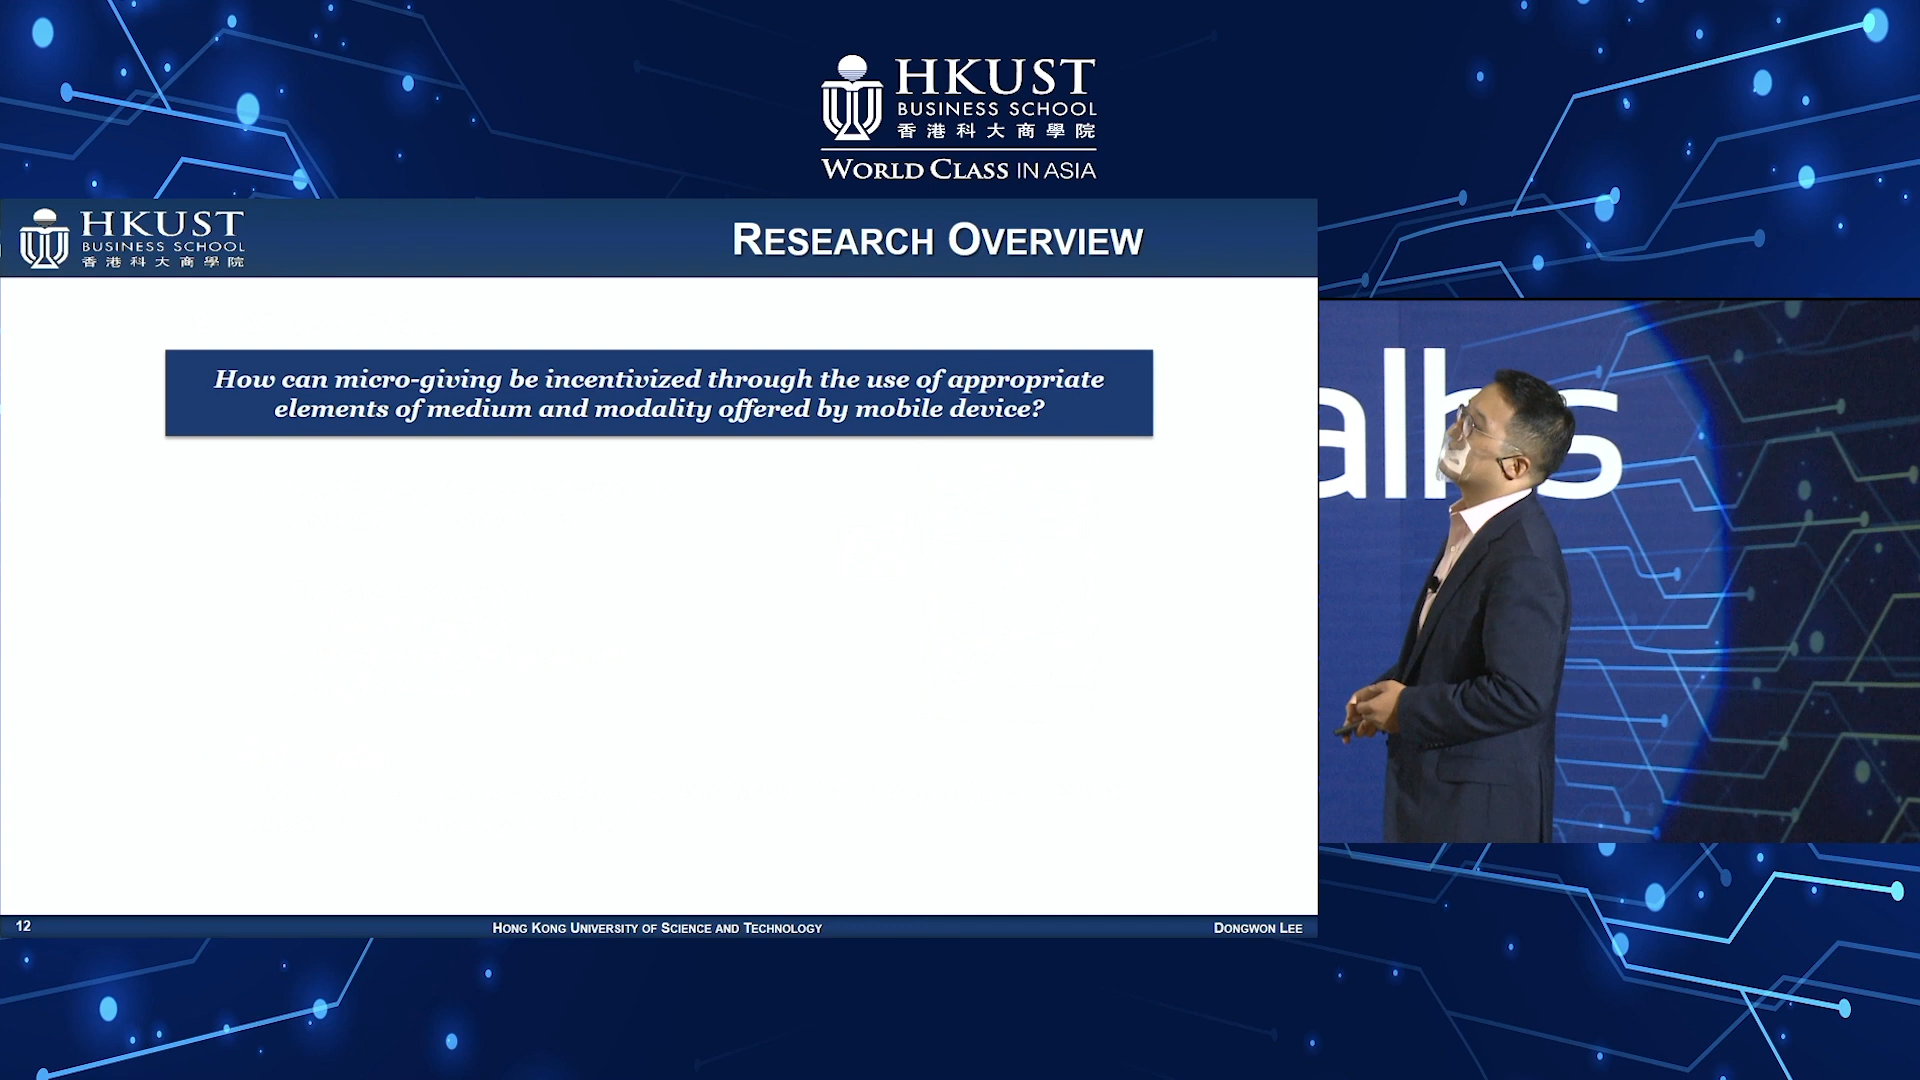 HKUST
BUSINESS SCHOOL
香港科大商學院
WORLD CLASS IN ASIA
HKUST
BUSINESS SCHOOL
香港科大商學院
RESEARCH OVERVIEW
How can micro-giving be incentivized through the use of appropriate
elements of medium and modality offered by mobile device?
12
HONG KONG UNIVERSITY OF SCIENCE AND TECHNOLOGY
DONGWON LEE